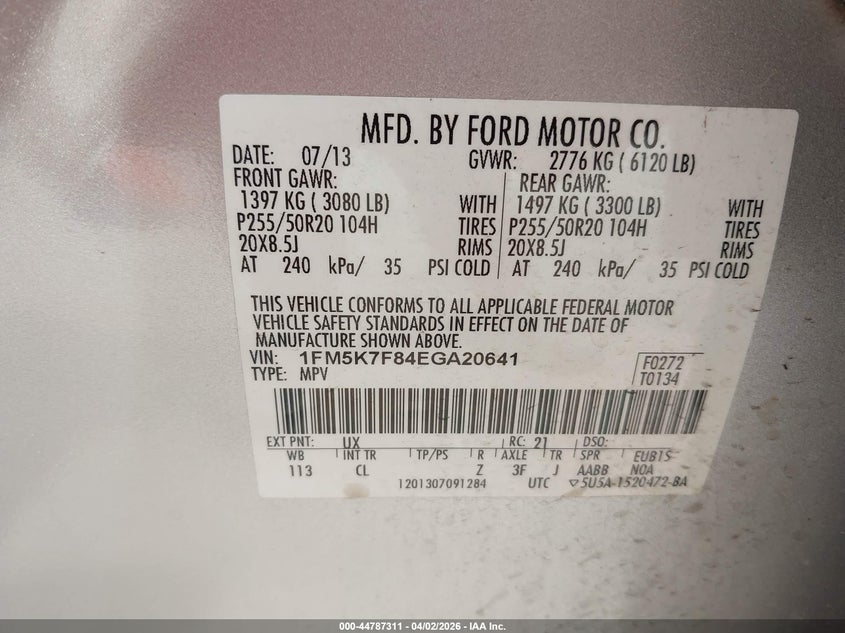 MFD. BY FORD MOTOR CO.
DATE: 07/13 GVWR: 2776 KG ( 6120 LB)
FRONT GAWR: REAR GAWR:
1397 KG ( 3080 LB) WITH 1497 KG ( 3300 LB) WITH
P255/50R20 104H TIRES P255/50R20 104H TIRES
20X8.5J RIMS 20X8.5J RIMS
AT 240 kPa/ 35 PSI COLD AT 240 kPa/ 35 PSI COLD
THIS VEHICLE CONFORMS TO ALL APPLICABLE FEDERAL MOTOR
VEHICLE SAFETY STANDARDS IN EFFECT ON THE DATE OF
MANUFACTURE SHOWN ABOVE.
VIN: 1FM5K7F84EGA20641 F0272
TYPE: MPV T0134
EXT PNT: UX RC: 21 DSO:
WB INT TR TP/PS R AXLE TR SPR EUB15
113 CL Z 3F J AABB NOA
1201307091284 UTC ▽5U5A-1520472-BA
000-44787311 - 04/02/2026 - IAA Inc.